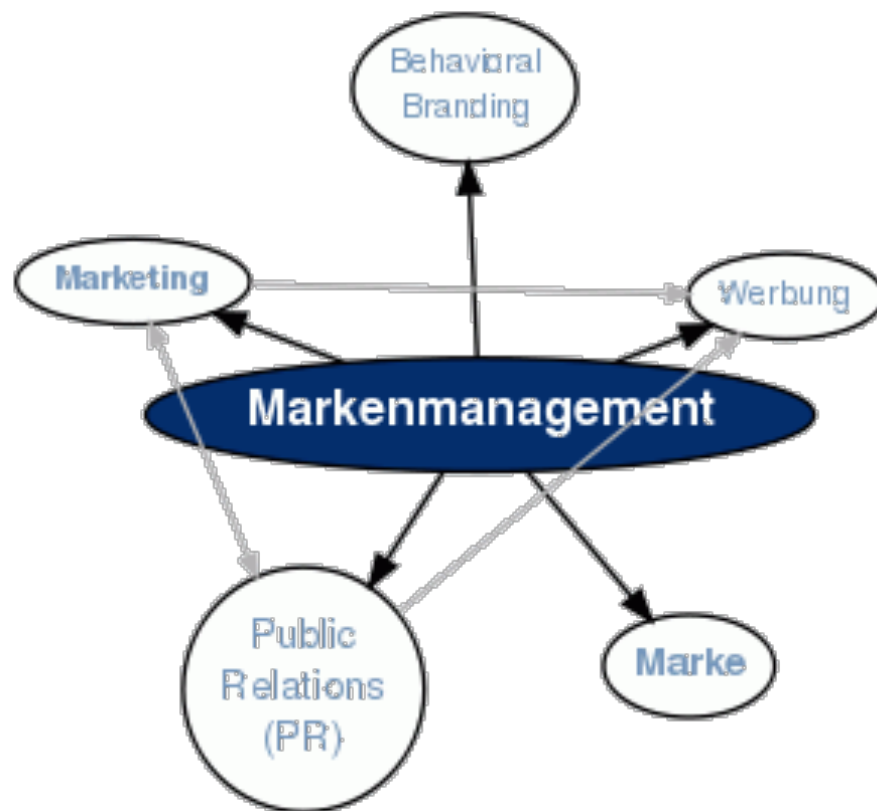 Behavioral
Branding
Marketing
Werbung
Markenmanagement
Public
Relations
(PR)
Marke